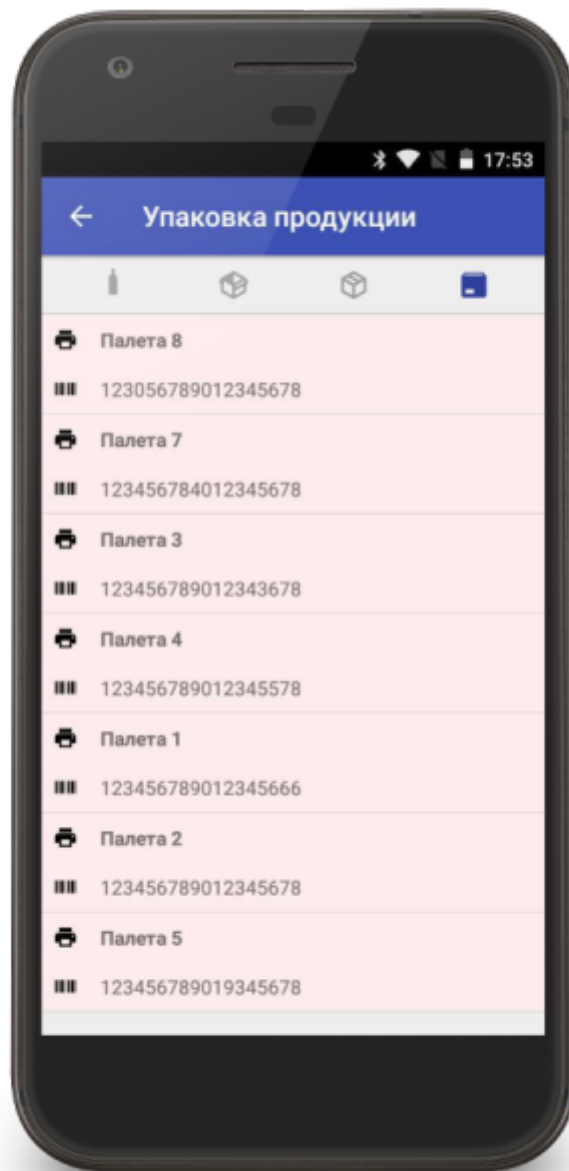 17:53
Упаковка продукции
Палета 8
123056789012345678
Палета 7
123456784012345678
Палета 3
123456789012343678
Палета 4
123456789012345578
Палета 1
123456789012345666
Палета 2
123456789012345678
Палета 5
123456789019345678